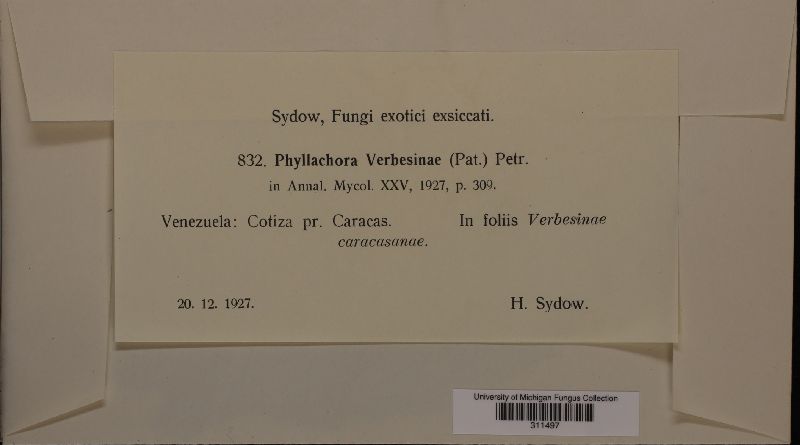 Sydow, Fungi exotici exsiccati.
832. Phyllachora Verbesinae (Pat.) Petr.
in Annal. Mycol. XXV, 1927, p. 309.
Venezuela: Cotiza pr. Caracas. In foliis Verbesinae
caracasanae.
20. 12. 1927. H. Sydow.
University of Michigan Fungus Collection
311497